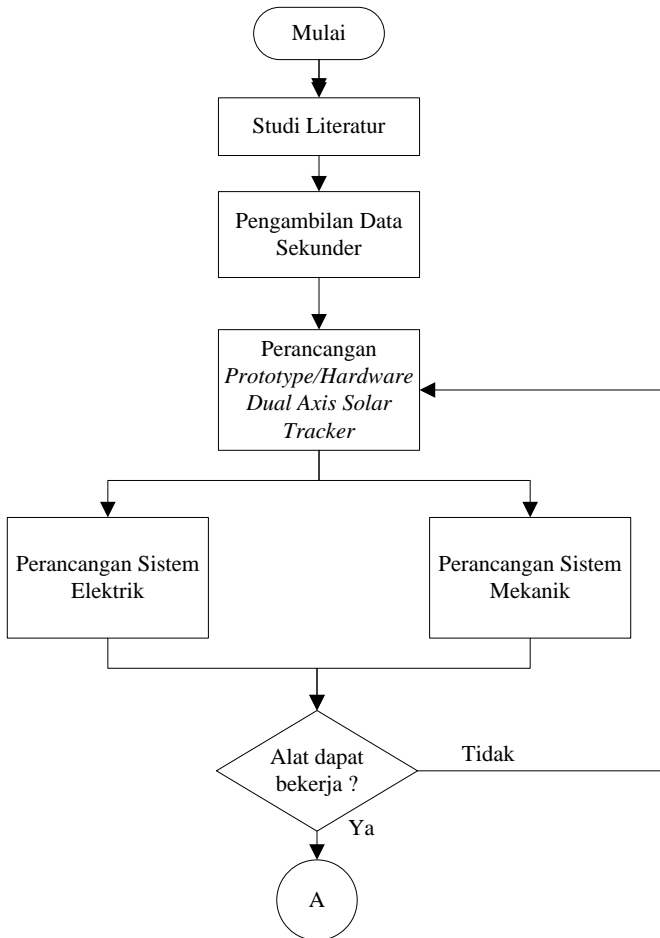 Mulai
Studi Literatur
Pengambilan Data
Sekunder
Perancangan
Prototype/Hardware
Dual Axis Solar
Tracker
Perancangan Sistem
Elektrik
Perancangan Sistem
Mekanik
Alat dapat
bekerja ?
Tidak
Ya
A